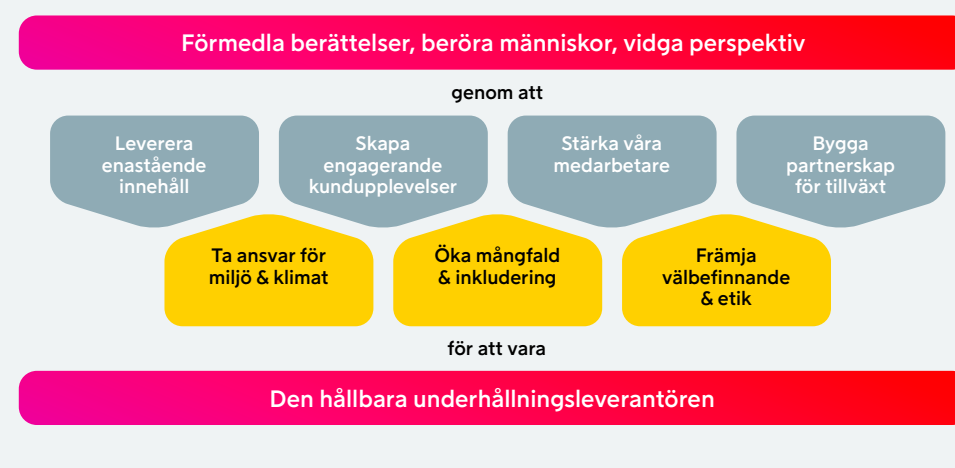 Förmedla berättelser, beröra människor, vidga perspektiv
genom att
Leverera
enastående
innehåll
Skapa
engagerande
kundupplevelser
Stärka våra
medarbetare
Bygga
partnerskap
för tillväxt
Ta ansvar för
miljö & klimat
Öka mångfald
& inkludering
Främja
välbefinnande
& etik
för att vara
Den hållbara underhållningsleverantören